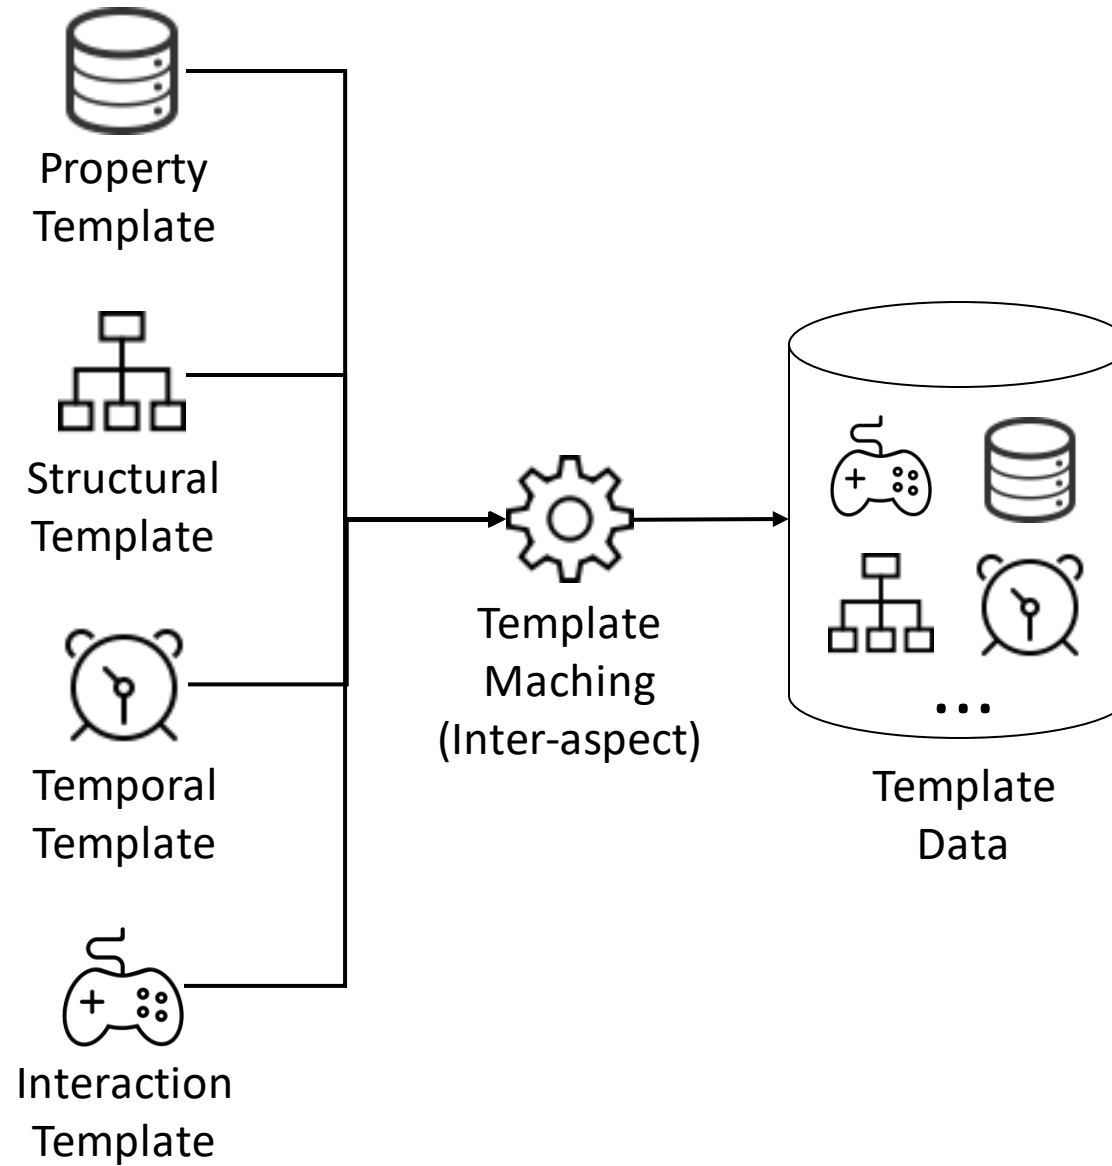 Property
Template
Structural
Template
Temporal
Template
Interaction
Template
Template
Maching
(Inter-aspect)
...
Template
Data